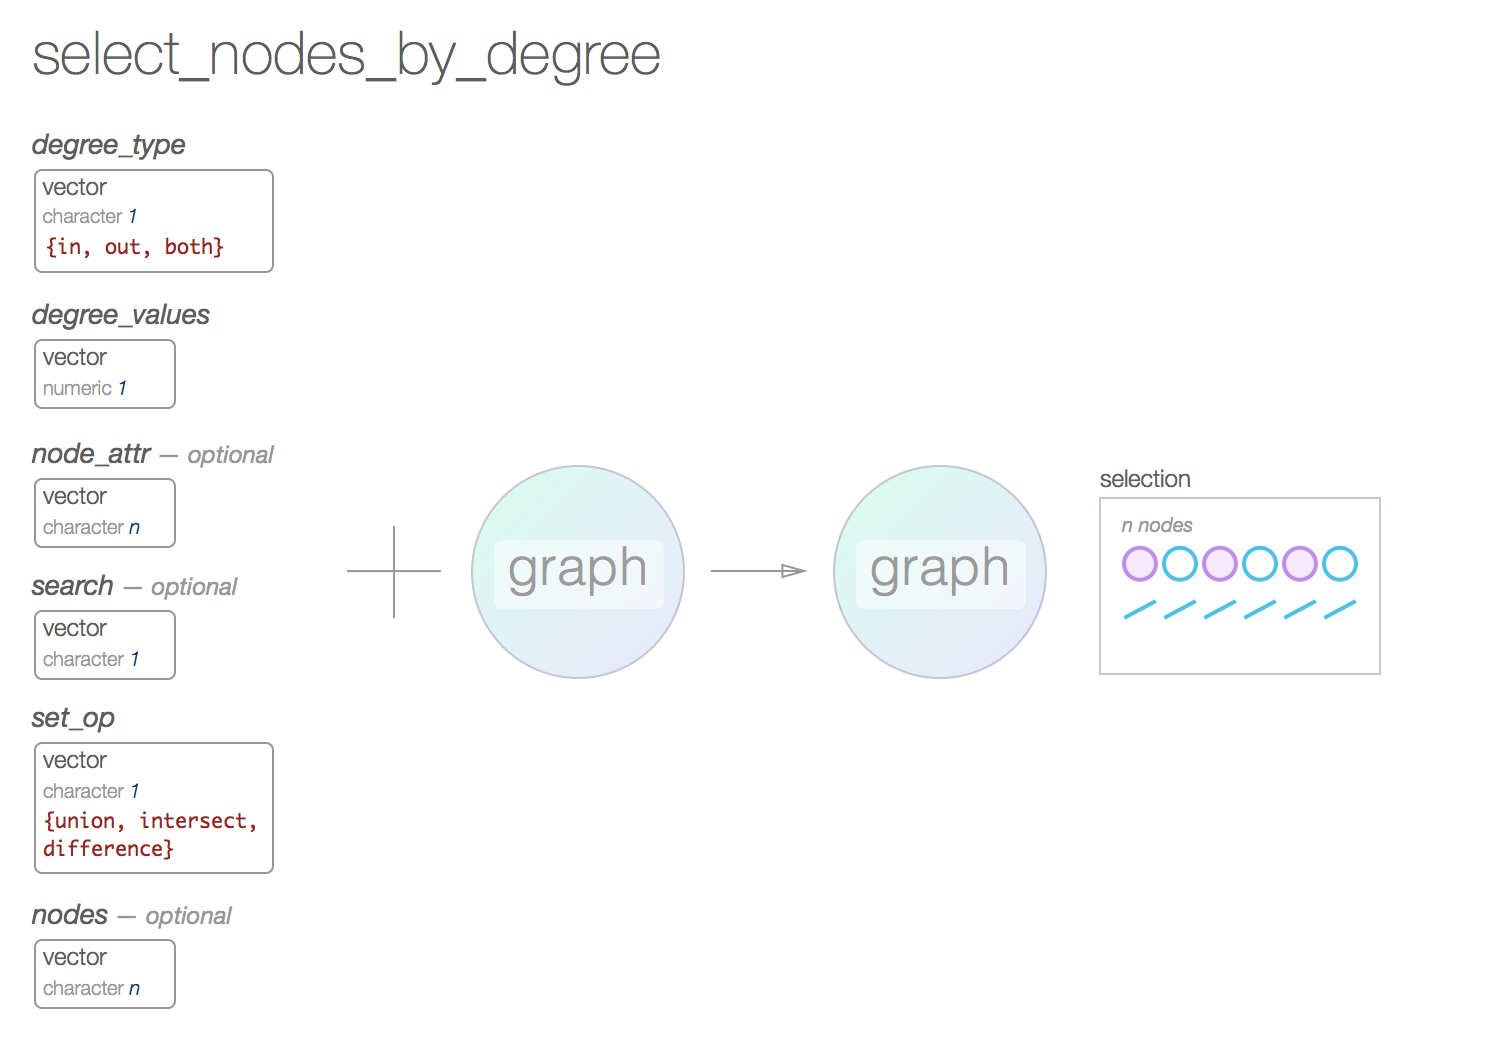 select_nodes_by_degree
degree_type
vector
character 1
{in, out, both}
degree_values
vector
numeric 1
node_attr — optional
vector
character n
search — optional
vector
character 1
set_op
vector
character 1
{union, intersect,
difference}
nodes — optional
vector
character n
graph
graph
selection
n nodes